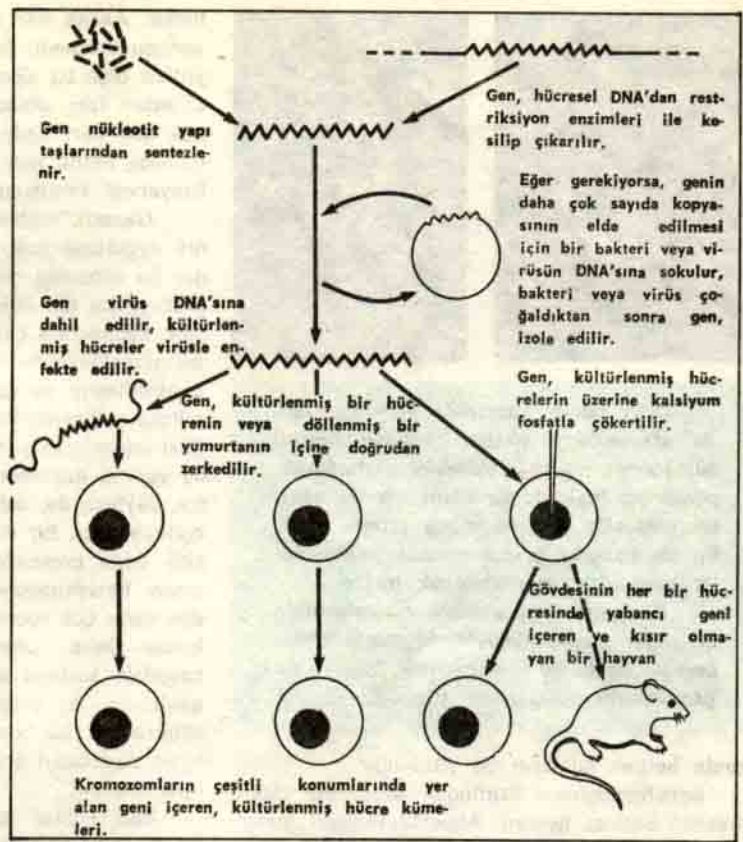 Gen nükleotit yapı
taşlarından sentezle-
nir.
Gen, hücresel DNA'dan rest-
riksiyon enzimleri ile ke-
silip çıkarılır.
Eğer gerekiyorsa, genin
daha çok sayıda kopya-
sının elde edilmesi
için bir bakteri veya vi-
rüsün DNA'sına sokulur,
bakteri veya virüs ço-
ğaldıktan sonra gen,
izole edilir.
Gen virüs DNA'sına
dahil edilir, kültürlen-
miş hücreler virüsle en-
fekte edilir.
Gen, kültürlenmiş bir hüc-
renin veya döllenmiş bir
yumurtanın içine doğrudan
zerkedilir.
Gen, kültürlenmiş hüc-
relerin üzerine kalsiyum
fosfatla çökertilir.
Gövdesinin her bir hüc-
resinde yabancı geni
içeren ve kısır olma-
yan bir hayvan
Kromozomların çeşitli konumlarında yer
alan geni içeren, kültürlenmiş hücre küme-
leri.